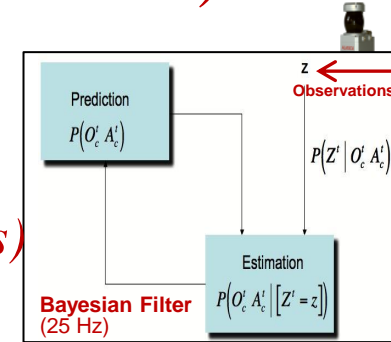 z
Observations
Prediction
P(O_c^t A_c^t)
P(Z^t | O_c^t A_c^t)
s)
Estimation
P(O_c^t A_c^t | [Z^t = z])
Bayesian Filter
(25 Hz)